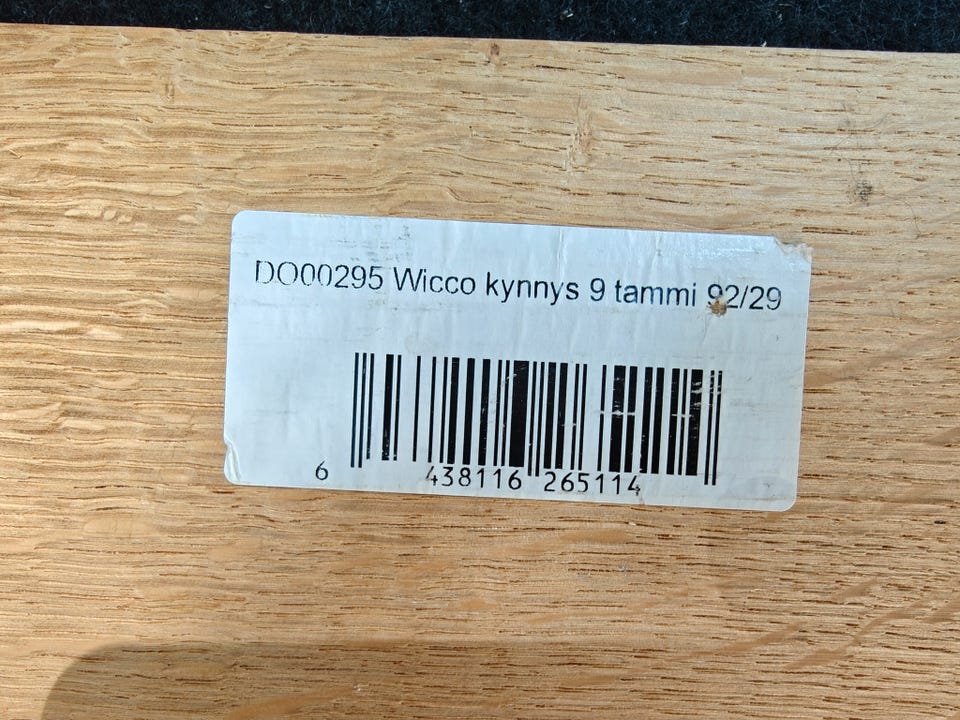 DO00295 Wicco kynnys 9 tammi 92/29
6 438116 265114